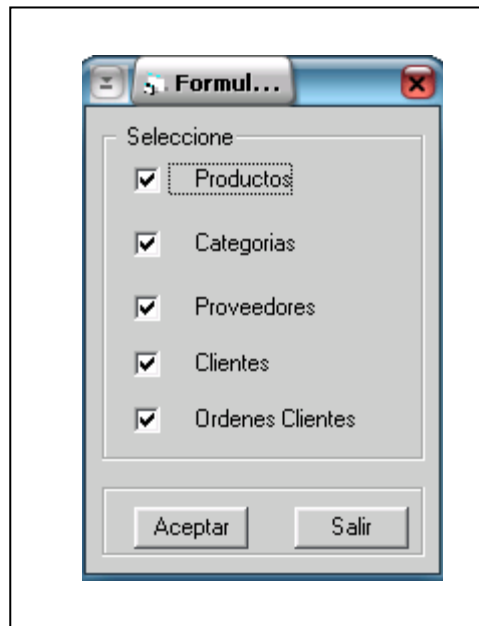 Formul...
Seleccione
Productos
Categorias
Proveedores
Clientes
Ordenes Clientes
Aceptar Salir